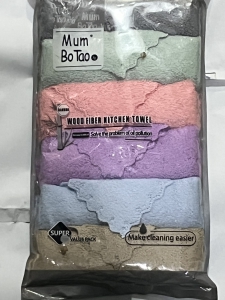 Mum
BoTao
WOOD FIBER KITCHEN TOWEL
Solve the problem of oil pollution
SUPER
VALUE PACK
Make cleaning easier